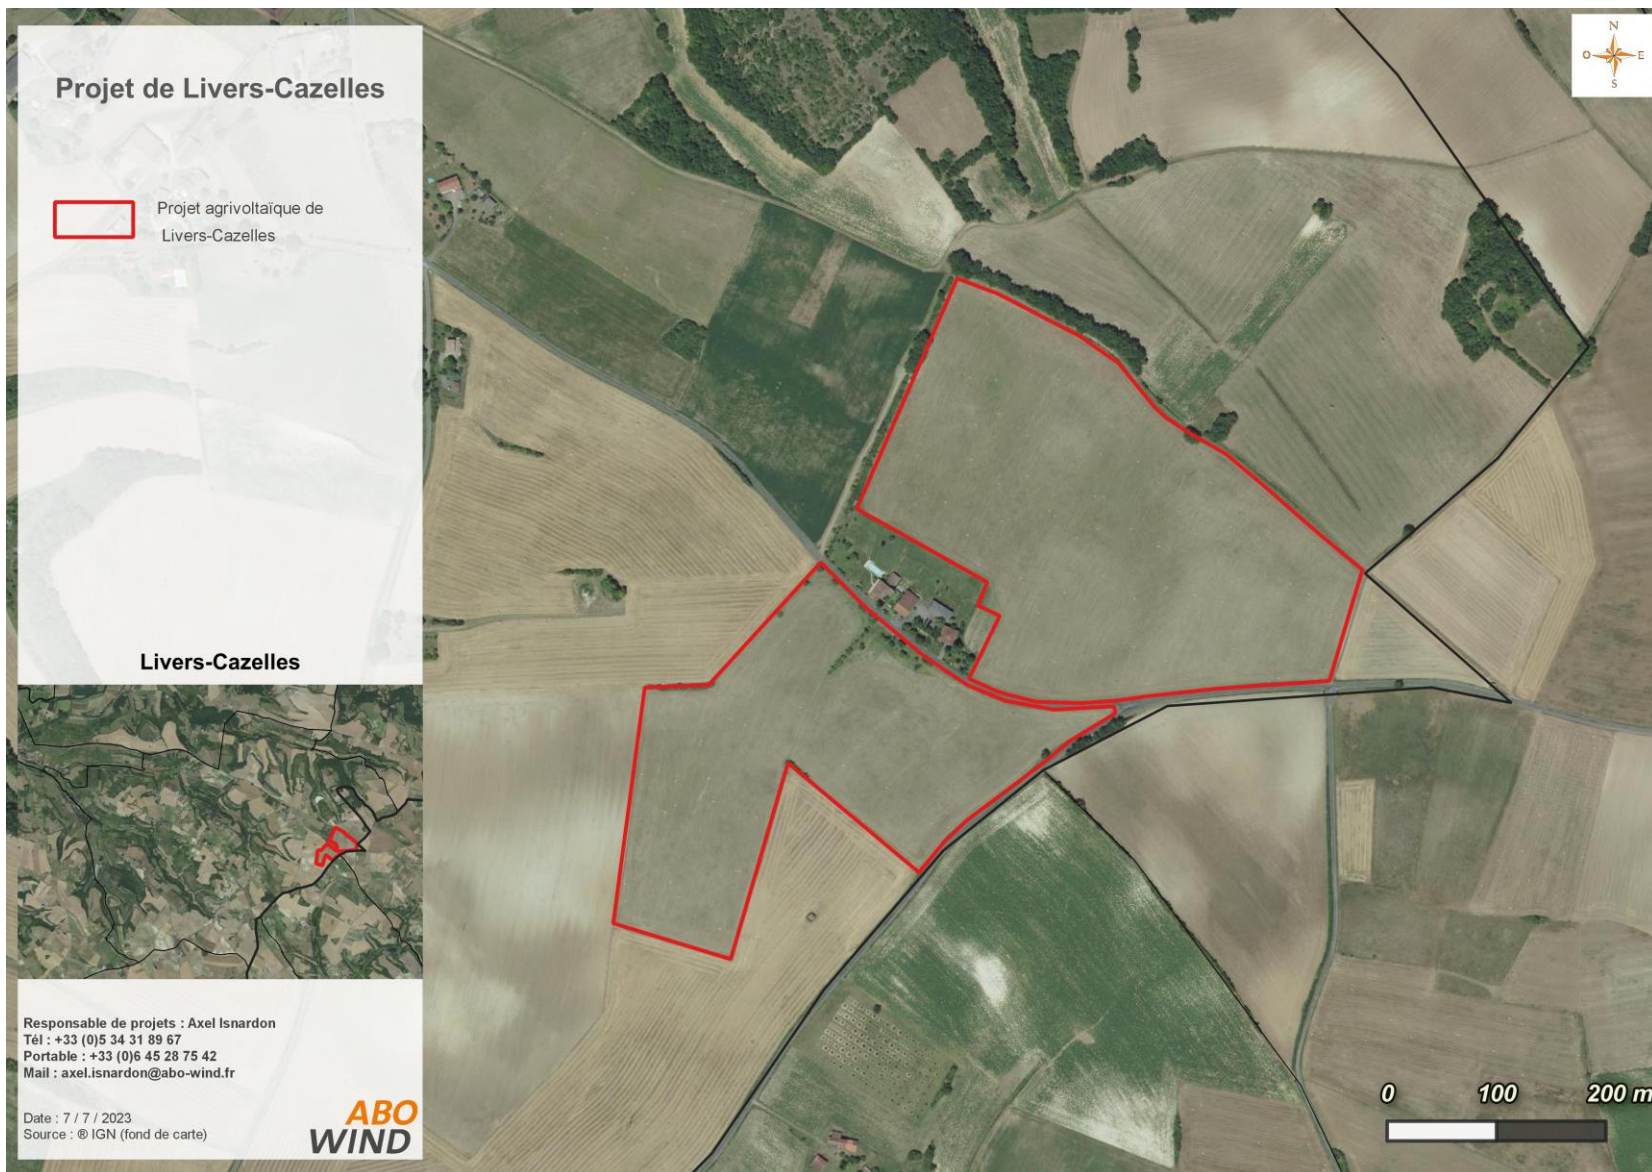 Projet de Livers-Cazelles
Projet agrivoltaïque de
Livers-Cazelles
Livers-Cazelles
Responsable de projets : Axel Isnardon
Tél : +33 (0)5 34 31 89 67
Portable : +33 (0)6 45 28 75 42
Mail : axel.isnardon@abo-wind.fr
Date : 7 / 7 / 2023
Source : ® IGN (fond de carte)
ABO
WIND
N
O E
S
0 100 200 m